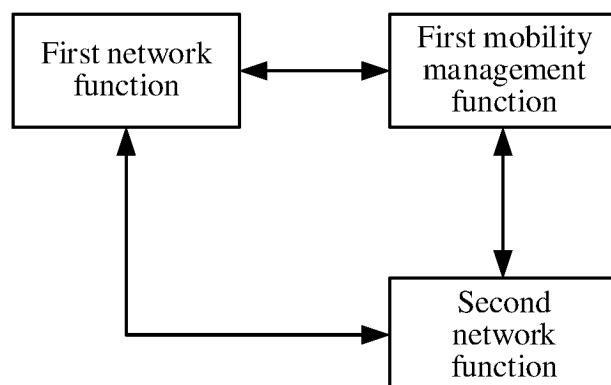 First network
function
First mobility
management
function
Second
network
function